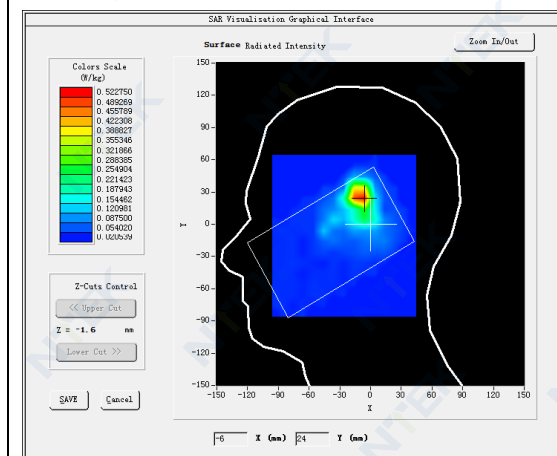 SAR Visualisation Graphical Interface
Surface Radiated Intensity
Zoom In/Out
Colors Scale
(W/kg)
0.522750
0.489269
0.455789
0.422308
0.388827
0.355346
0.321866
0.288385
0.254904
0.221423
0.187943
0.154462
0.120981
0.087500
0.054020
0.020539
Z-Cuts Control
<< Upper Cut
Z = -1.6 mm
Lower Cut >>
SAVE Cancel
150
120
90
60
30
0
-30
-60
-90
-120
-150
Y
-150 -120 -90 -60 -30 0 30 60 90 120 150
X
-6 X (mm) 24 Y (mm)
NTEK